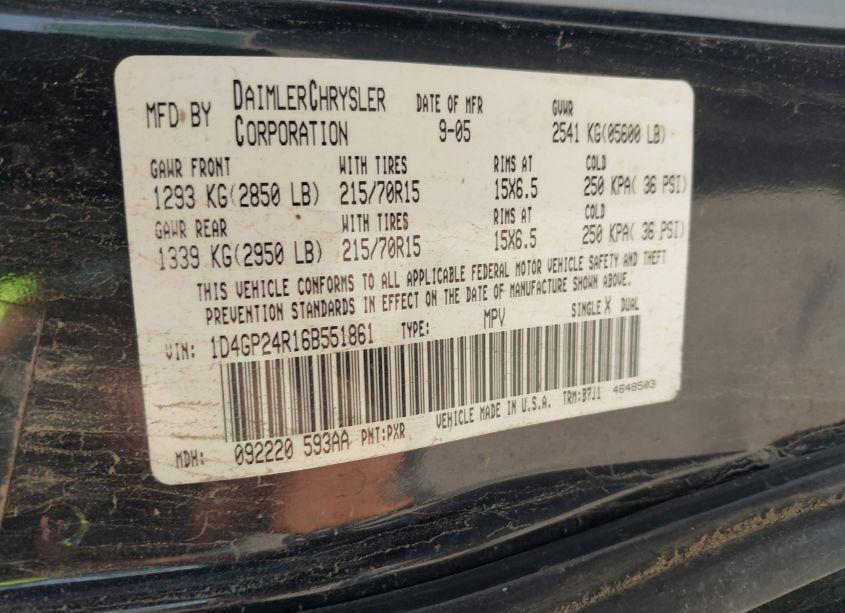 MFD BY DAIMLERCHRYSLER CORPORATION
DATE OF MFR 9-05
GVWR 2541 KG(05600 LB)
GAWR FRONT WITH TIRES RIMS AT COLD
1293 KG(2850 LB) 215/70R15 15X6.5 250 KPA( 36 PSI)
GAWR REAR WITH TIRES RIMS AT COLD
1339 KG(2950 LB) 215/70R15 15X6.5 250 KPA( 36 PSI)
THIS VEHICLE CONFORMS TO ALL APPLICABLE FEDERAL MOTOR VEHICLE SAFETY AND THEFT
PREVENTION STANDARDS IN EFFECT ON THE DATE OF MANUFACTURE SHOWN ABOVE.
VIN: 1D4GP24R16B551861 TYPE: MPV SINGLE X DUAL
MDH: 092220 593AA PNT:PXR VEHICLE MADE IN U.S.A. TRM:B7J1 4648503